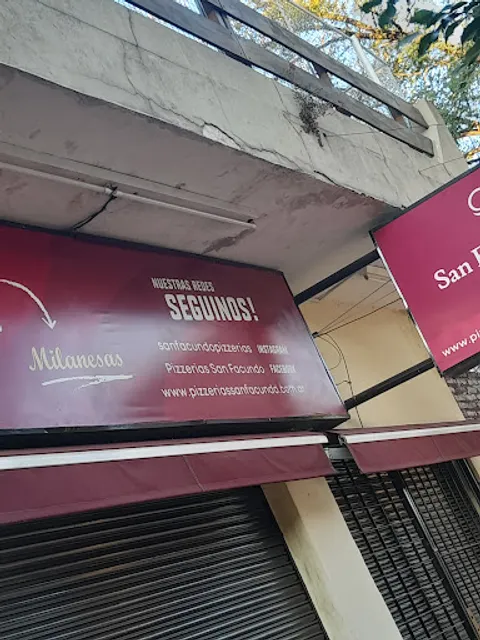 Milanesas
NUESTRAS REDES
SEGUINOS!
sanfacundopizzerias INSTAGRAM
Pizzerias San Facundo FACEBOOK
www.pizzeriassanfacundo.com.ar
San
www.pi